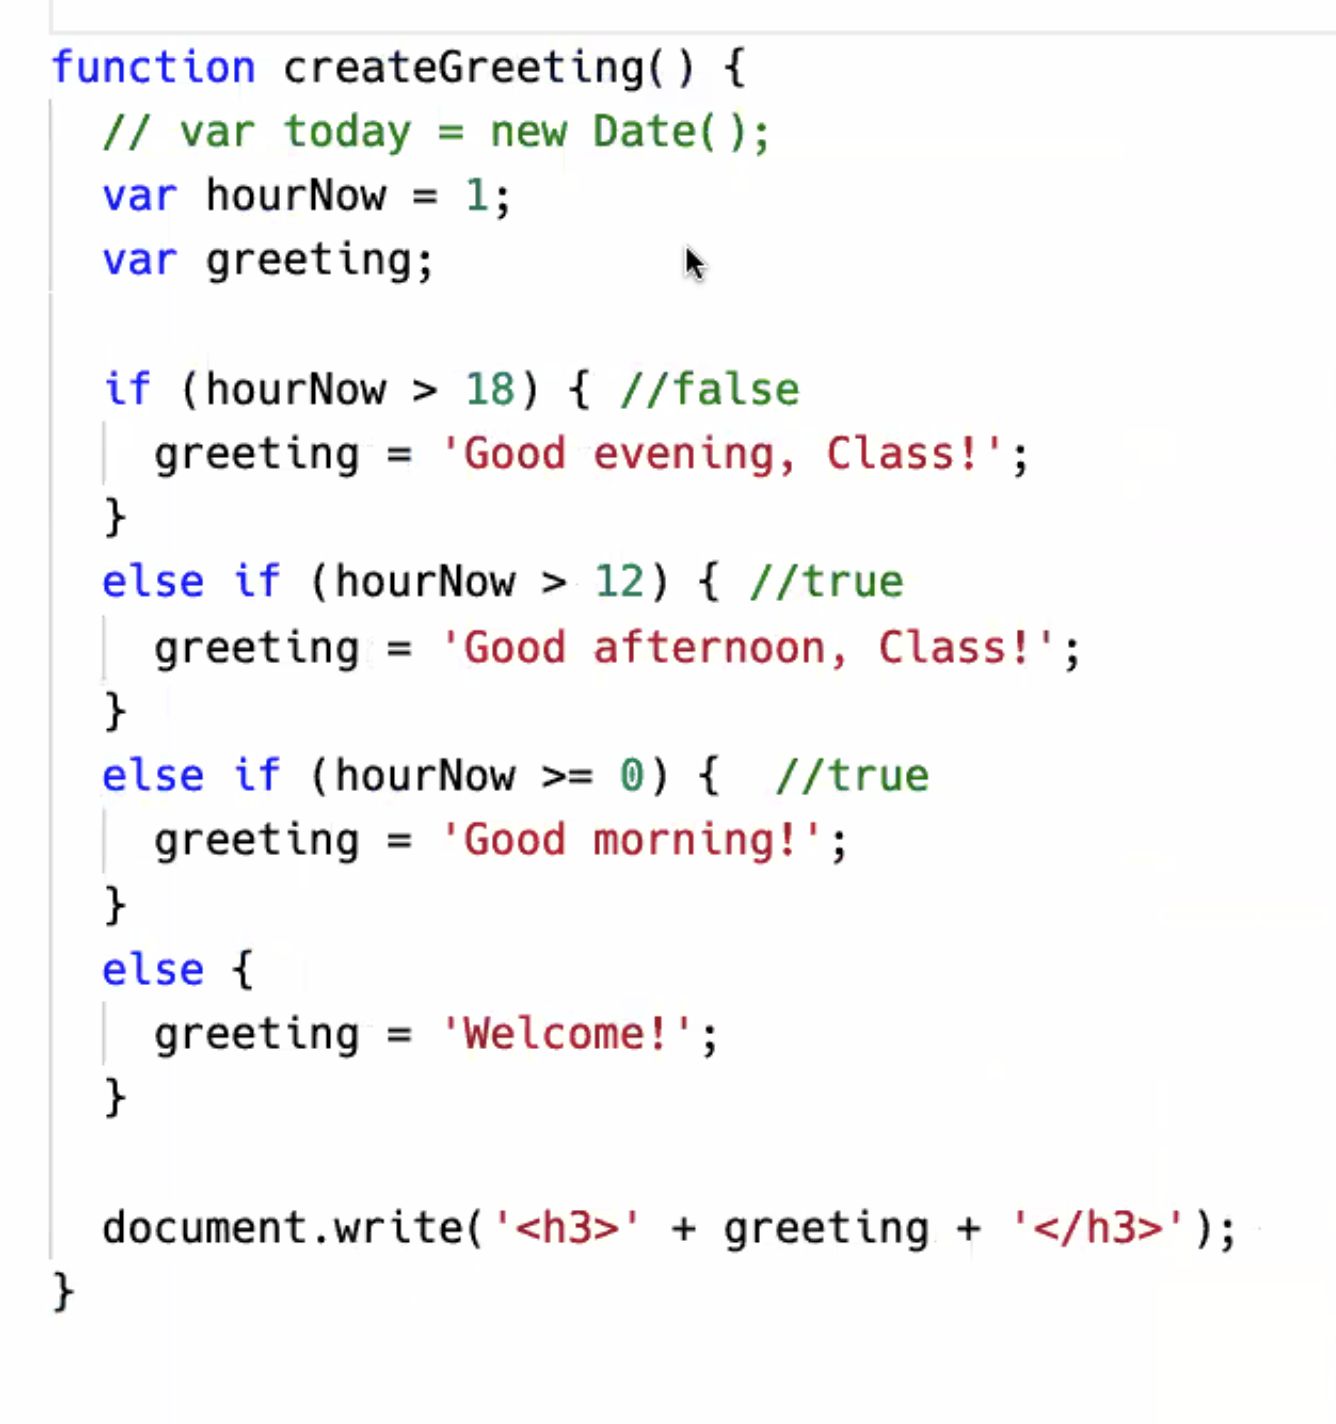 function createGreeting() {
  // var today = new Date();
  var hourNow = 1;
  var greeting;

  if (hourNow > 18) { //false
    greeting = 'Good evening, Class!';
  }
  else if (hourNow > 12) { //true
    greeting = 'Good afternoon, Class!';
  }
  else if (hourNow >= 0) {  //true
    greeting = 'Good morning!';
  }
  else {
    greeting = 'Welcome!';
  }

  document.write('<h3>' + greeting + '</h3>');
}